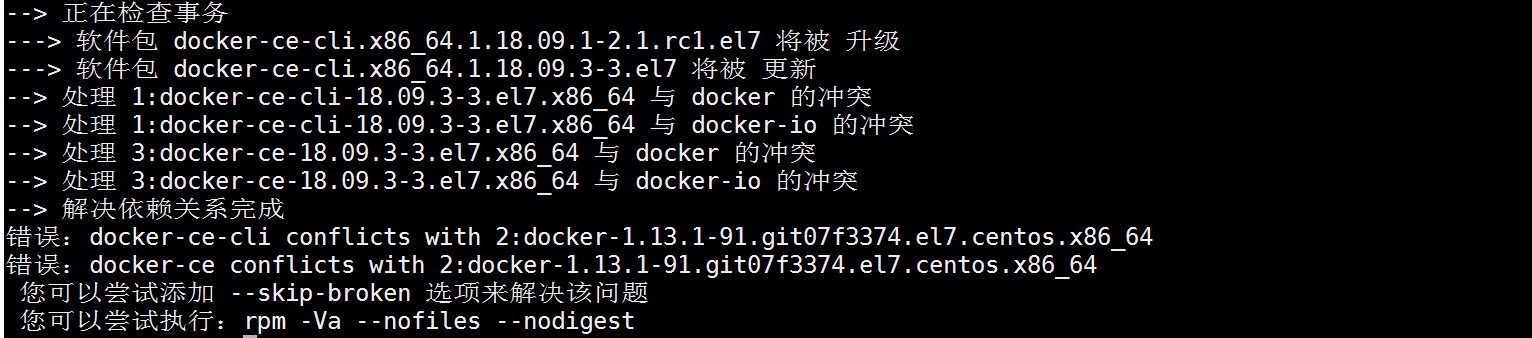 --> 正在检查事务
---> 软件包 docker-ce-cli.x86_64.1.18.09.1-2.1.rc1.el7 将被 升级
---> 软件包 docker-ce-cli.x86_64.1.18.09.3-3.el7 将被 更新
--> 处理 1:docker-ce-cli-18.09.3-3.el7.x86_64 与 docker 的冲突
--> 处理 1:docker-ce-cli-18.09.3-3.el7.x86_64 与 docker-io 的冲突
--> 处理 3:docker-ce-18.09.3-3.el7.x86_64 与 docker 的冲突
--> 处理 3:docker-ce-18.09.3-3.el7.x86_64 与 docker-io 的冲突
--> 解决依赖关系完成
错误：docker-ce-cli conflicts with 2:docker-1.13.1-91.git07f3374.el7.centos.x86_64
错误：docker-ce conflicts with 2:docker-1.13.1-91.git07f3374.el7.centos.x86_64
您可以尝试添加 --skip-broken 选项来解决该问题
您可以尝试执行：rpm -Va --nofiles --nodigest